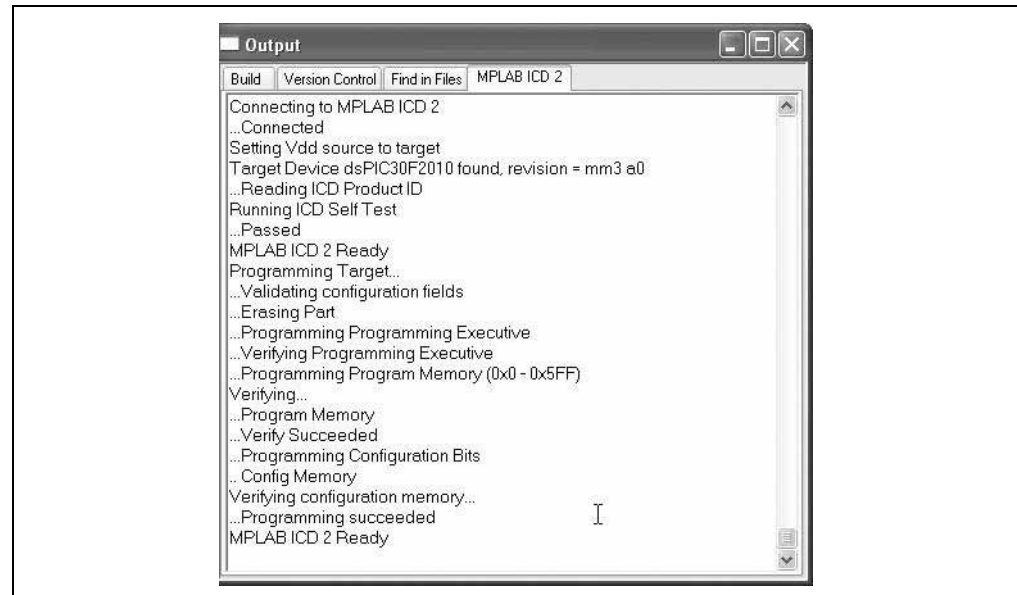 Output
Build Version Control Find in Files MPLAB ICD 2
Connecting to MPLAB ICD 2
...Connected
Setting Vdd source to target
Target Device dsPIC30F2010 found, revision = mm3 a0
...Reading ICD Product ID
Running ICD Self Test
...Passed
MPLAB ICD 2 Ready
Programming Target...
...Validating configuration fields
...Erasing Part
...Programming Programming Executive
...Verifying Programming Executive
...Programming Program Memory (0x0 - 0x5FF)
Verifying...
...Program Memory
...Verify Succeeded
...Programming Configuration Bits
.. Config Memory
Verifying configuration memory...
...Programming succeeded
MPLAB ICD 2 Ready